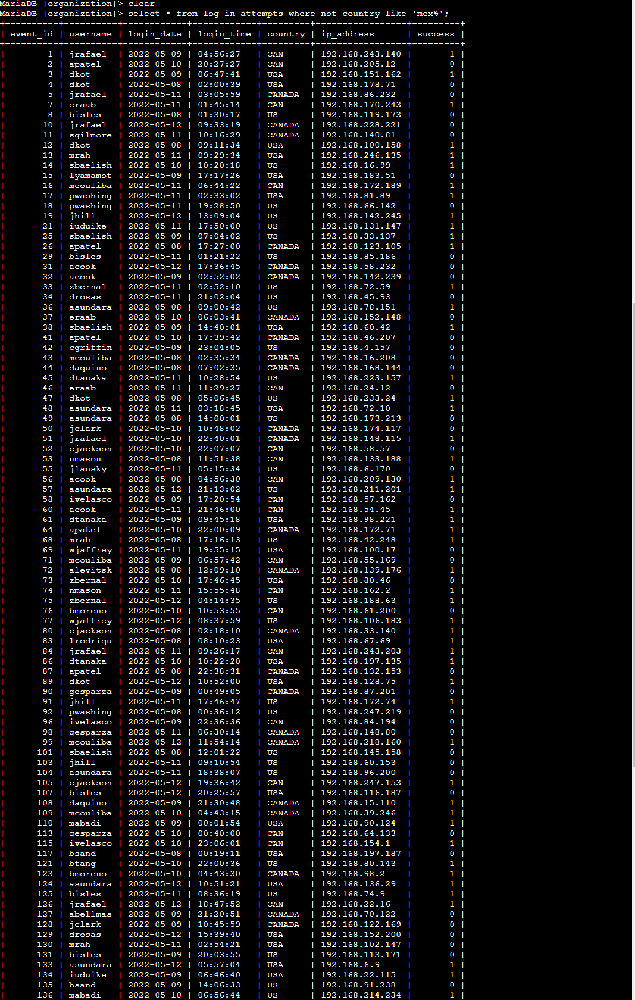 MariaDB [organization]> clear
MariaDB [organization]> select * from log_in_attempts where not country like 'mex%';
+----------+----------+------------+------------+---------+-----------------+---------+
| event_id | username | login_date | login_time | country | ip_address | success |
+----------+----------+------------+------------+---------+-----------------+---------+
| 1 | jrafael | 2022-05-09 | 04:56:27 | CAN | 192.168.243.140 | 1 |
| 2 | apatel | 2022-05-10 | 20:27:27 | CAN | 192.168.205.12 | 0 |
| 3 | dkot | 2022-05-09 | 06:47:41 | USA | 192.168.151.162 | 1 |
| 4 | dkot | 2022-05-08 | 02:00:39 | USA | 192.168.178.71 | 0 |
| 5 | jrafael | 2022-05-11 | 03:05:59 | CANADA | 192.168.86.232 | 0 |
| 7 | eraab | 2022-05-11 | 01:45:14 | CAN | 192.168.170.243 | 1 |
| 8 | bisles | 2022-05-08 | 01:30:17 | US | 192.168.119.173 | 0 |
| 10 | jrafael | 2022-05-12 | 09:33:19 | CANADA | 192.168.228.221 | 0 |
| 11 | sgilmore | 2022-05-11 | 10:16:29 | CANADA | 192.168.140.81 | 0 |
| 12 | dkot | 2022-05-08 | 09:11:34 | USA | 192.168.100.158 | 1 |
| 13 | mrah | 2022-05-11 | 09:29:34 | USA | 192.168.246.135 | 1 |
| 14 | sbaelish | 2022-05-10 | 10:20:18 | US | 192.168.16.99 | 1 |
| 15 | lyamamot | 2022-05-09 | 17:17:26 | USA | 192.168.183.51 | 0 |
| 16 | mcouliba | 2022-05-11 | 06:44:22 | CAN | 192.168.172.189 | 1 |
| 17 | pwashing | 2022-05-11 | 02:33:02 | USA | 192.168.81.89 | 1 |
| 18 | pwashing | 2022-05-11 | 19:28:50 | US | 192.168.66.142 | 0 |
| 19 | jhill | 2022-05-12 | 13:09:04 | US | 192.168.142.245 | 1 |
| 21 | iuduike | 2022-05-11 | 17:50:00 | US | 192.168.131.147 | 1 |
| 25 | sbaelish | 2022-05-09 | 07:04:02 | US | 192.168.33.137 | 1 |
| 26 | apatel | 2022-05-08 | 17:27:00 | CANADA | 192.168.123.105 | 1 |
| 29 | bisles | 2022-05-11 | 01:21:22 | US | 192.168.85.186 | 0 |
| 31 | acook | 2022-05-12 | 17:36:45 | CANADA | 192.168.58.232 | 0 |
| 32 | acook | 2022-05-09 | 02:52:02 | CANADA | 192.168.142.239 | 0 |
| 33 | zbernal | 2022-05-11 | 02:52:10 | US | 192.168.72.59 | 1 |
| 34 | drosas | 2022-05-11 | 21:02:04 | US | 192.168.45.93 | 0 |
| 36 | asundara | 2022-05-08 | 09:00:42 | US | 192.168.78.151 | 1 |
| 37 | eraab | 2022-05-10 | 06:03:41 | CANADA | 192.168.152.148 | 0 |
| 38 | sbaelish | 2022-05-09 | 14:40:01 | USA | 192.168.60.42 | 1 |
| 41 | apatel | 2022-05-10 | 17:39:42 | CANADA | 192.168.46.207 | 0 |
| 42 | cgriffin | 2022-05-09 | 23:04:05 | US | 192.168.4.157 | 0 |
| 43 | mcouliba | 2022-05-08 | 02:35:34 | CANADA | 192.168.16.208 | 0 |
| 44 | daquino | 2022-05-08 | 07:02:35 | CANADA | 192.168.168.144 | 0 |
| 45 | dtanaka | 2022-05-11 | 10:28:54 | US | 192.168.223.157 | 1 |
| 46 | eraab | 2022-05-11 | 11:29:27 | CAN | 192.168.24.12 | 0 |
| 47 | dkot | 2022-05-08 | 05:06:45 | US | 192.168.233.24 | 1 |
| 48 | asundara | 2022-05-11 | 03:18:45 | USA | 192.168.72.10 | 1 |
| 49 | asundara | 2022-05-08 | 14:00:01 | US | 192.168.173.213 | 0 |
| 50 | jclark | 2022-05-10 | 10:48:02 | CANADA | 192.168.174.117 | 0 |
| 51 | jrafael | 2022-05-10 | 22:40:01 | CANADA | 192.168.148.115 | 1 |
| 52 | cjackson | 2022-05-10 | 22:07:07 | CAN | 192.168.58.57 | 0 |
| 53 | nmason | 2022-05-08 | 11:51:38 | CAN | 192.168.133.188 | 1 |
| 55 | jlansky | 2022-05-11 | 05:15:34 | US | 192.168.6.170 | 0 |
| 56 | acook | 2022-05-08 | 04:56:30 | CAN | 192.168.209.130 | 1 |
| 57 | asundara | 2022-05-12 | 21:13:02 | US | 192.168.211.201 | 1 |
| 58 | ivelasco | 2022-05-09 | 17:20:54 | CAN | 192.168.57.162 | 0 |
| 60 | acook | 2022-05-11 | 21:46:00 | CAN | 192.168.54.45 | 1 |
| 61 | dtanaka | 2022-05-09 | 09:45:18 | USA | 192.168.98.221 | 1 |
| 64 | apatel | 2022-05-10 | 22:00:09 | CANADA | 192.168.172.71 | 1 |
| 68 | mrah | 2022-05-08 | 17:16:13 | US | 192.168.42.248 | 1 |
| 69 | wjaffrey | 2022-05-11 | 19:55:15 | USA | 192.168.100.17 | 0 |
| 71 | mcouliba | 2022-05-09 | 06:57:42 | CAN | 192.168.55.169 | 0 |
| 72 | alevitsk | 2022-05-08 | 12:09:10 | CANADA | 192.168.139.176 | 1 |
| 73 | zbernal | 2022-05-10 | 17:46:45 | USA | 192.168.80.46 | 0 |
| 74 | nmason | 2022-05-11 | 15:55:48 | CAN | 192.168.162.2 | 1 |
| 75 | zbernal | 2022-05-12 | 04:14:35 | US | 192.168.188.63 | 1 |
| 76 | bmoreno | 2022-05-10 | 10:53:55 | CAN | 192.168.61.200 | 0 |
| 77 | wjaffrey | 2022-05-12 | 08:37:59 | US | 192.168.106.183 | 1 |
| 80 | cjackson | 2022-05-08 | 02:18:10 | CANADA | 192.168.33.140 | 1 |
| 83 | lrodriqu | 2022-05-08 | 08:10:23 | USA | 192.168.67.69 | 1 |
| 84 | jrafael | 2022-05-11 | 09:26:17 | CAN | 192.168.243.203 | 1 |
| 86 | dtanaka | 2022-05-10 | 10:22:20 | USA | 192.168.197.135 | 1 |
| 87 | apatel | 2022-05-08 | 22:38:31 | CANADA | 192.168.132.153 | 0 |
| 89 | dkot | 2022-05-12 | 10:52:00 | USA | 192.168.128.75 | 1 |
| 90 | gesparza | 2022-05-09 | 00:49:05 | CANADA | 192.168.87.201 | 0 |
| 91 | jhill | 2022-05-11 | 17:46:47 | US | 192.168.172.74 | 1 |
| 92 | pwashing | 2022-05-08 | 00:36:12 | US | 192.168.247.219 | 0 |
| 96 | ivelasco | 2022-05-09 | 22:36:36 | CAN | 192.168.84.194 | 0 |
| 98 | gesparza | 2022-05-11 | 06:30:14 | CANADA | 192.168.148.80 | 0 |
| 99 | mcouliba | 2022-05-12 | 11:54:14 | CANADA | 192.168.218.160 | 1 |
| 101 | sbaelish | 2022-05-08 | 12:01:22 | US | 192.168.145.158 | 0 |
| 103 | jhill | 2022-05-11 | 09:10:54 | US | 192.168.60.153 | 0 |
| 104 | asundara | 2022-05-11 | 18:38:07 | US | 192.168.96.200 | 0 |
| 105 | cjackson | 2022-05-12 | 19:36:42 | CAN | 192.168.247.153 | 1 |
| 107 | bisles | 2022-05-12 | 20:25:57 | USA | 192.168.116.187 | 0 |
| 108 | daquino | 2022-05-09 | 21:30:48 | CANADA | 192.168.15.110 | 1 |
| 109 | mcouliba | 2022-05-10 | 04:43:15 | CANADA | 192.168.39.246 | 1 |
| 110 | mabadi | 2022-05-09 | 00:01:54 | USA | 192.168.90.124 | 1 |
| 113 | gesparza | 2022-05-10 | 00:40:00 | CAN | 192.168.64.133 | 0 |
| 115 | ivelasco | 2022-05-10 | 23:06:01 | CAN | 192.168.154.1 | 1 |
| 117 | bsand | 2022-05-08 | 00:19:11 | USA | 192.168.197.187 | 0 |
| 121 | btang | 2022-05-10 | 22:00:36 | US | 192.168.80.143 | 1 |
| 123 | bmoreno | 2022-05-10 | 04:43:30 | CANADA | 192.168.98.2 | 1 |
| 124 | asundara | 2022-05-12 | 10:51:21 | USA | 192.168.136.29 | 1 |
| 125 | bisles | 2022-05-11 | 08:36:19 | US | 192.168.74.9 | 1 |
| 126 | jrafael | 2022-05-12 | 18:47:52 | CAN | 192.168.22.16 | 1 |
| 127 | abellmas | 2022-05-09 | 21:20:51 | CANADA | 192.168.70.122 | 0 |
| 128 | jclark | 2022-05-09 | 10:45:59 | CANADA | 192.168.122.169 | 0 |
| 129 | drosas | 2022-05-12 | 15:39:40 | USA | 192.168.152.200 | 0 |
| 130 | mrah | 2022-05-11 | 02:54:21 | USA | 192.168.102.147 | 0 |
| 131 | bisles | 2022-05-09 | 20:03:55 | US | 192.168.113.171 | 0 |
| 133 | asundara | 2022-05-12 | 05:57:04 | USA | 192.168.6.9 | 1 |
| 134 | iuduike | 2022-05-09 | 06:46:40 | USA | 192.168.22.115 | 1 |
| 135 | bsand | 2022-05-09 | 14:06:33 | US | 192.168.91.238 | 0 |
| 136 | mabadi | 2022-05-10 | 06:56:44 | US | 192.168.214.234 | 1 |